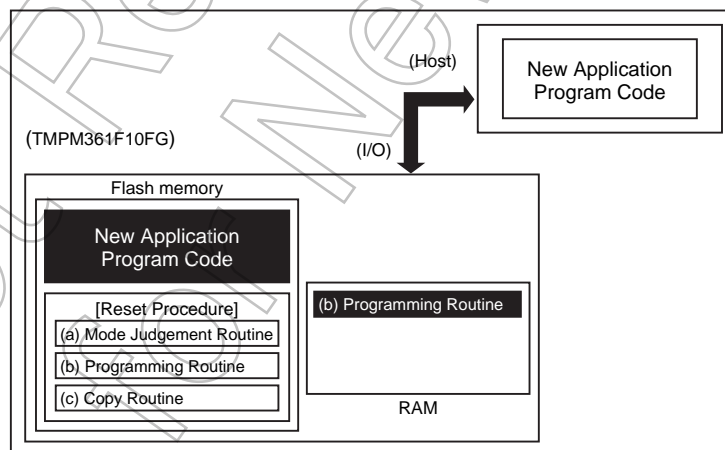 (Host)
New Application
Program Code
(TMPM361F10FG)
(I/O)
Flash memory
New Application
Program Code
[Reset Procedure]
(a) Mode Judgement Routine
(b) Programming Routine
(c) Copy Routine
(b) Programming Routine
RAM